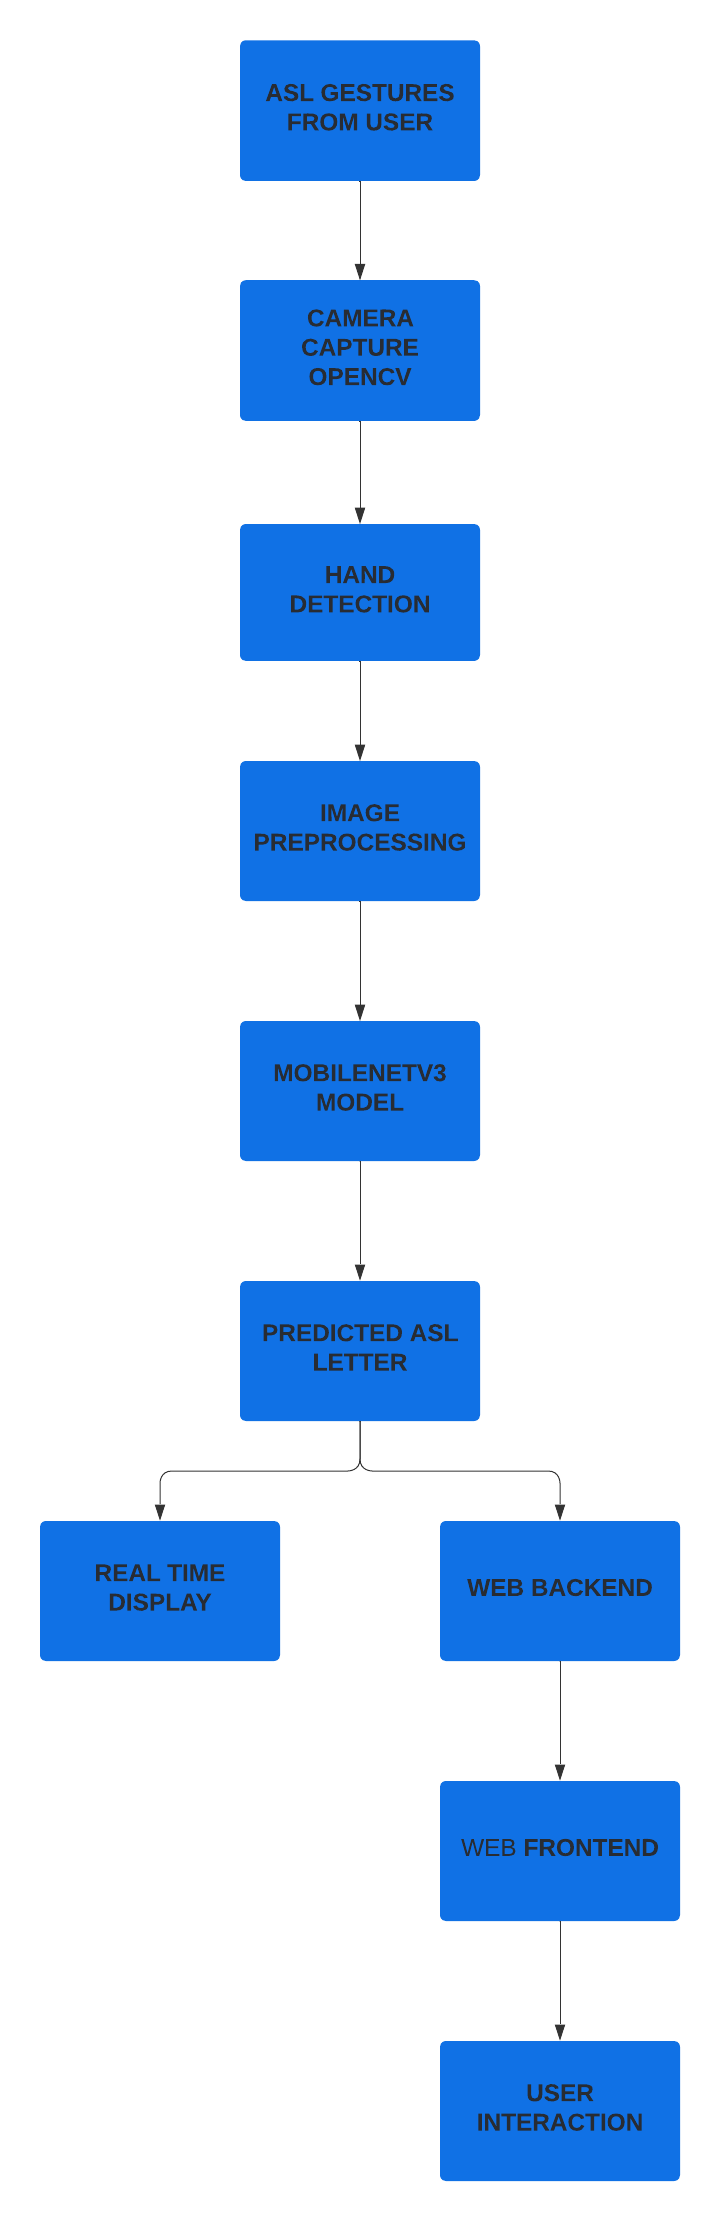 ASL GESTURES
FROM USER
CAMERA
CAPTURE
OPENCV
HAND
DETECTION
IMAGE
PREPROCESSING
MOBILENETV3
MODEL
PREDICTED ASL
LETTER
REAL TIME
DISPLAY
WEB BACKEND
WEB FRONTEND
USER
INTERACTION